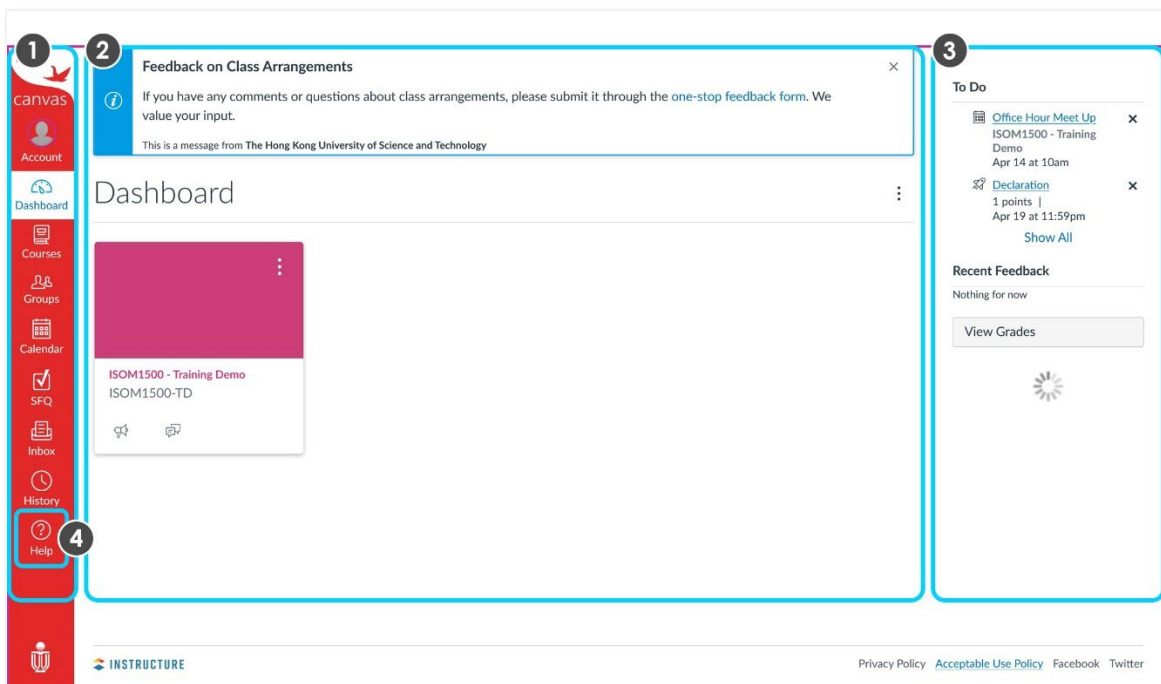 1
2
3
4
canvas
Account
Dashboard
Courses
Groups
Calendar
SFQ
Inbox
History
Help
Feedback on Class Arrangements
If you have any comments or questions about class arrangements, please submit it through the one-stop feedback form. We
value your input.
This is a message from The Hong Kong University of Science and Technology
Dashboard
ISOM1500 - Training Demo
ISOM1500-TD
To Do
Office Hour Meet Up
ISOM1500 - Training
Demo
Apr 14 at 10am
Declaration
1 points |
Apr 19 at 11:59pm
Show All
Recent Feedback
Nothing for now
View Grades
INSTRUCTURE
Privacy Policy Acceptable Use Policy Facebook Twitter